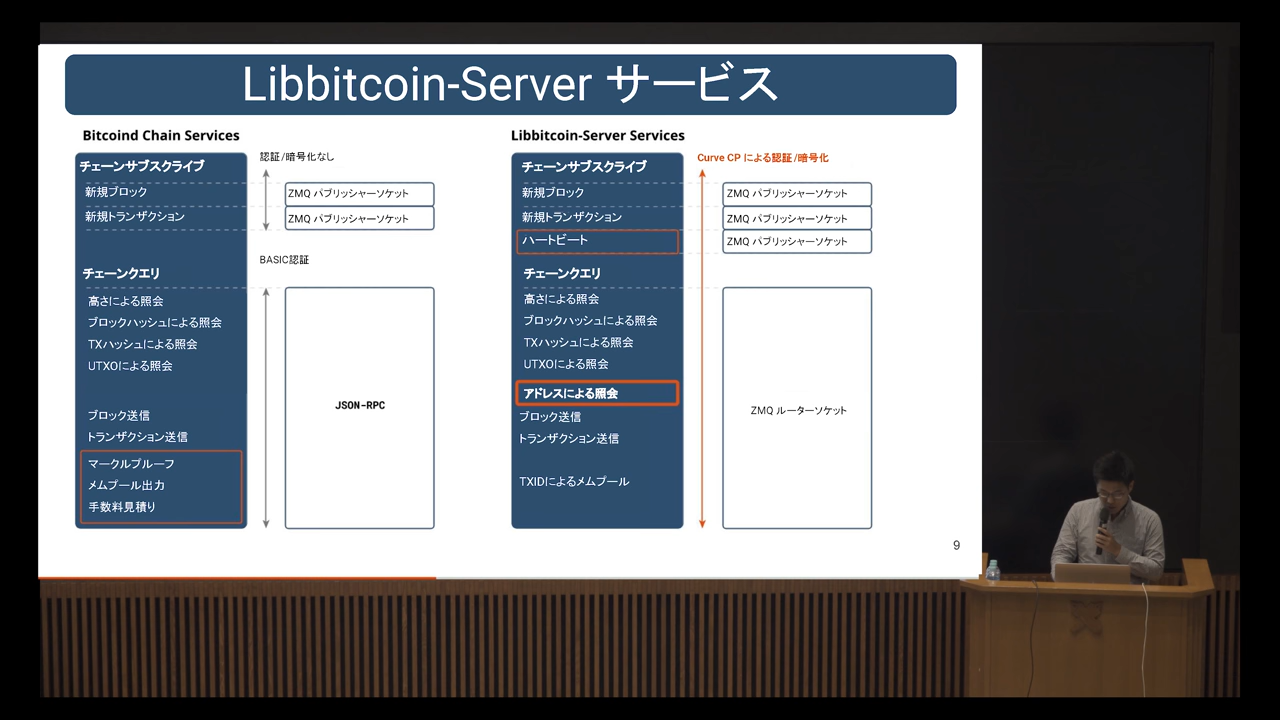 Libbitcoin-Server サービス
Bitcoind Chain Services
チェーンサブスクライブ
新規ブロック
新規トランザクション
チェーンクエリ
高さによる照会
ブロックハッシュによる照会
TXハッシュによる照会
UTXOによる照会
ブロック送信
トランザクション送信
マークルプルーフ
メムプール出力
手数料見積り
認証/暗号化なし
ZMQ パブリッシャーソケット
ZMQ パブリッシャーソケット
BASIC認証
JSON-RPC
Libbitcoin-Server Services
チェーンサブスクライブ
新規ブロック
新規トランザクション
ハートビート
チェーンクエリ
高さによる照会
ブロックハッシュによる照会
TXハッシュによる照会
UTXOによる照会
アドレスによる照会
ブロック送信
トランザクション送信
TXIDによるメムプール
Curve CP による認証/暗号化
ZMQ パブリッシャーソケット
ZMQ パブリッシャーソケット
ZMQ パブリッシャーソケット
ZMQ ルーターソケット
9